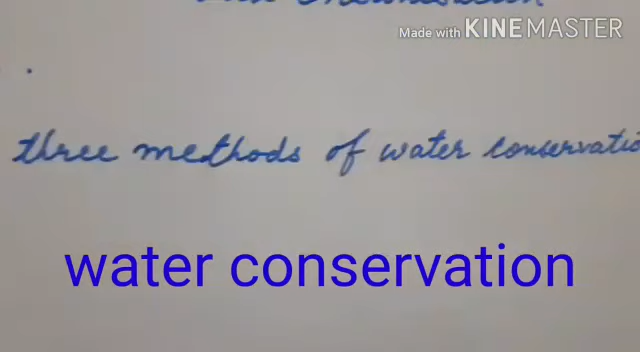 Made with KINEMASTER
three methods of water conservatio
water conservation